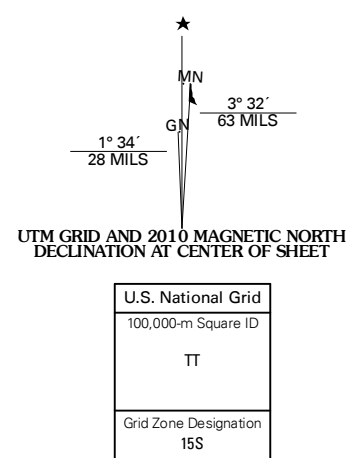 ★
MN
GN
3° 32´
63 MILS
1° 34´
28 MILS
UTM GRID AND 2010 MAGNETIC NORTH
DECLINATION AT CENTER OF SHEET
U.S. National Grid
100,000-m Square ID
TT
Grid Zone Designation
15S